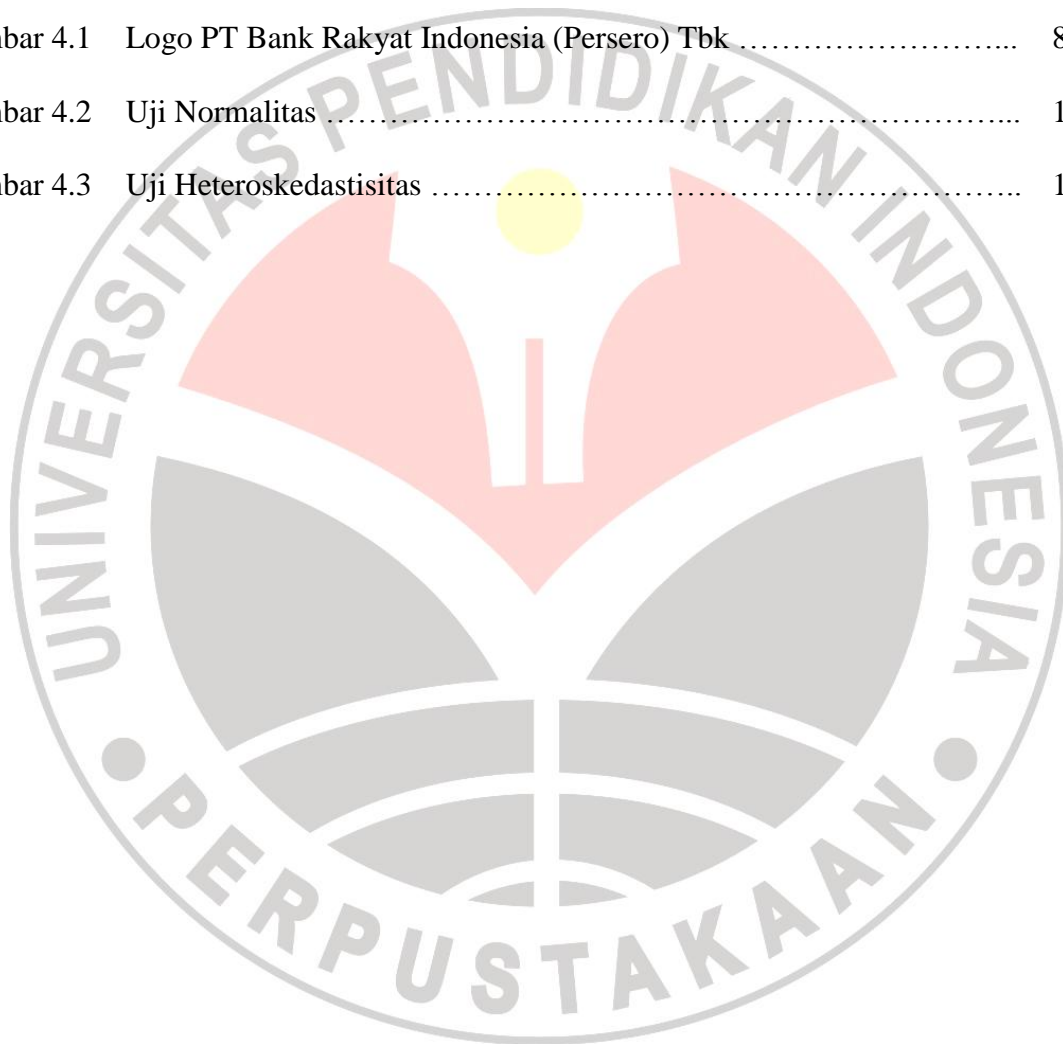 mbar 4.1 Logo PT Bank Rakyat Indonesia (Persero) Tbk ……………………... 8
mbar 4.2 Uji Normalitas ………………………………………………………... 1
mbar 4.3 Uji Heteroskedastisitas ……………………………………………….. 1
UNIVERSITAS PENDIDIKAN INDONESIA
PERPUSTAKAAN